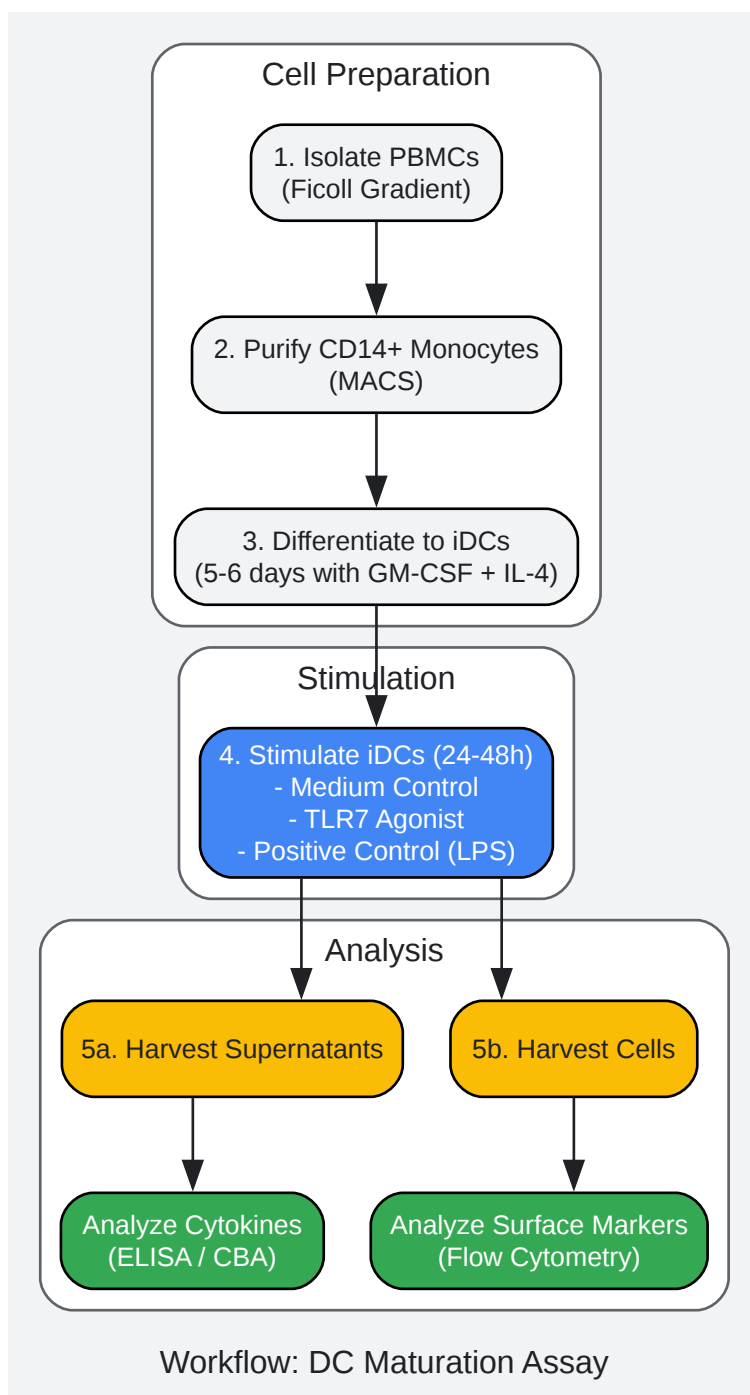 Cell Preparation
1. Isolate PBMCs
(Ficoll Gradient)
2. Purify CD14+ Monocytes
(MACS)
3. Differentiate to iDCs
(5-6 days with GM-CSF + IL-4)
Stimulation
4. Stimulate iDCs (24-48h)
- Medium Control
- TLR7 Agonist
- Positive Control (LPS)
Analysis
5a. Harvest Supernatants
5b. Harvest Cells
Analyze Cytokines
(ELISA / CBA)
Analyze Surface Markers
(Flow Cytometry)
Workflow: DC Maturation Assay